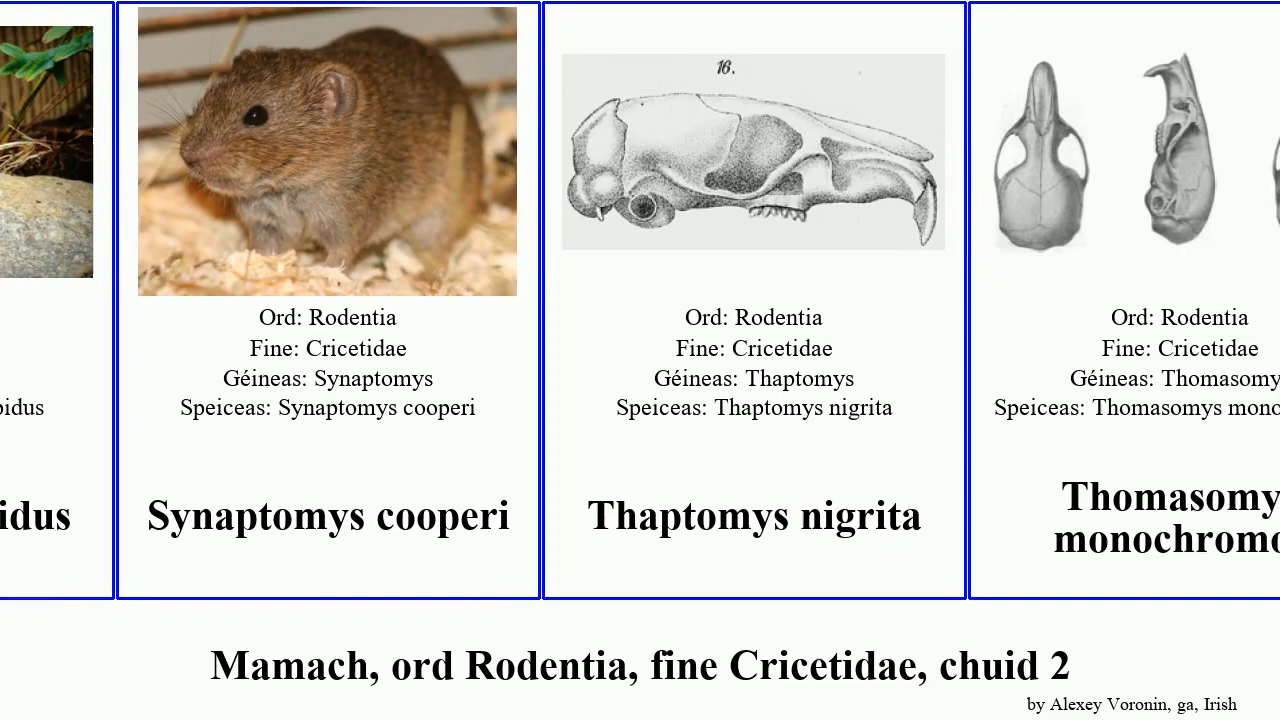 pidus
idus
Ord: Rodentia
Fine: Cricetidae
Géineas: Synaptomys
Speiceas: Synaptomys cooperi
Synaptomys cooperi
16.
Ord: Rodentia
Fine: Cricetidae
Géineas: Thaptomys
Speiceas: Thaptomys nigrita
Thaptomys nigrita
Ord: Rodentia
Fine: Cricetidae
Géineas: Thomasomy
Speiceas: Thomasomys mono
Thomasomy
monochromo
Mamach, ord Rodentia, fine Cricetidae, chuid 2
by Alexey Voronin, ga, Irish